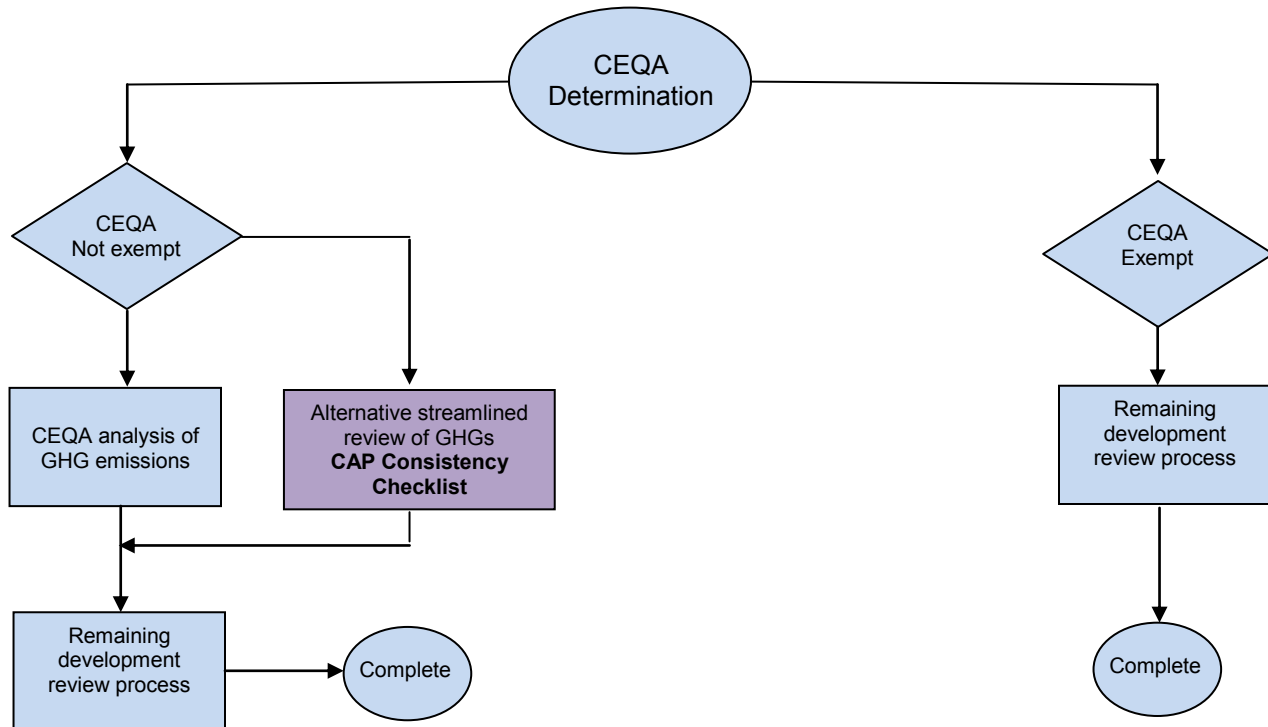 CEQA
Determination
CEQA
Not exempt
CEQA
Exempt
CEQA analysis of
GHG emissions
Alternative streamlined
review of GHGs
CAP Consistency
Checklist
Remaining
development
review process
Remaining
development
review process
Complete
Complete